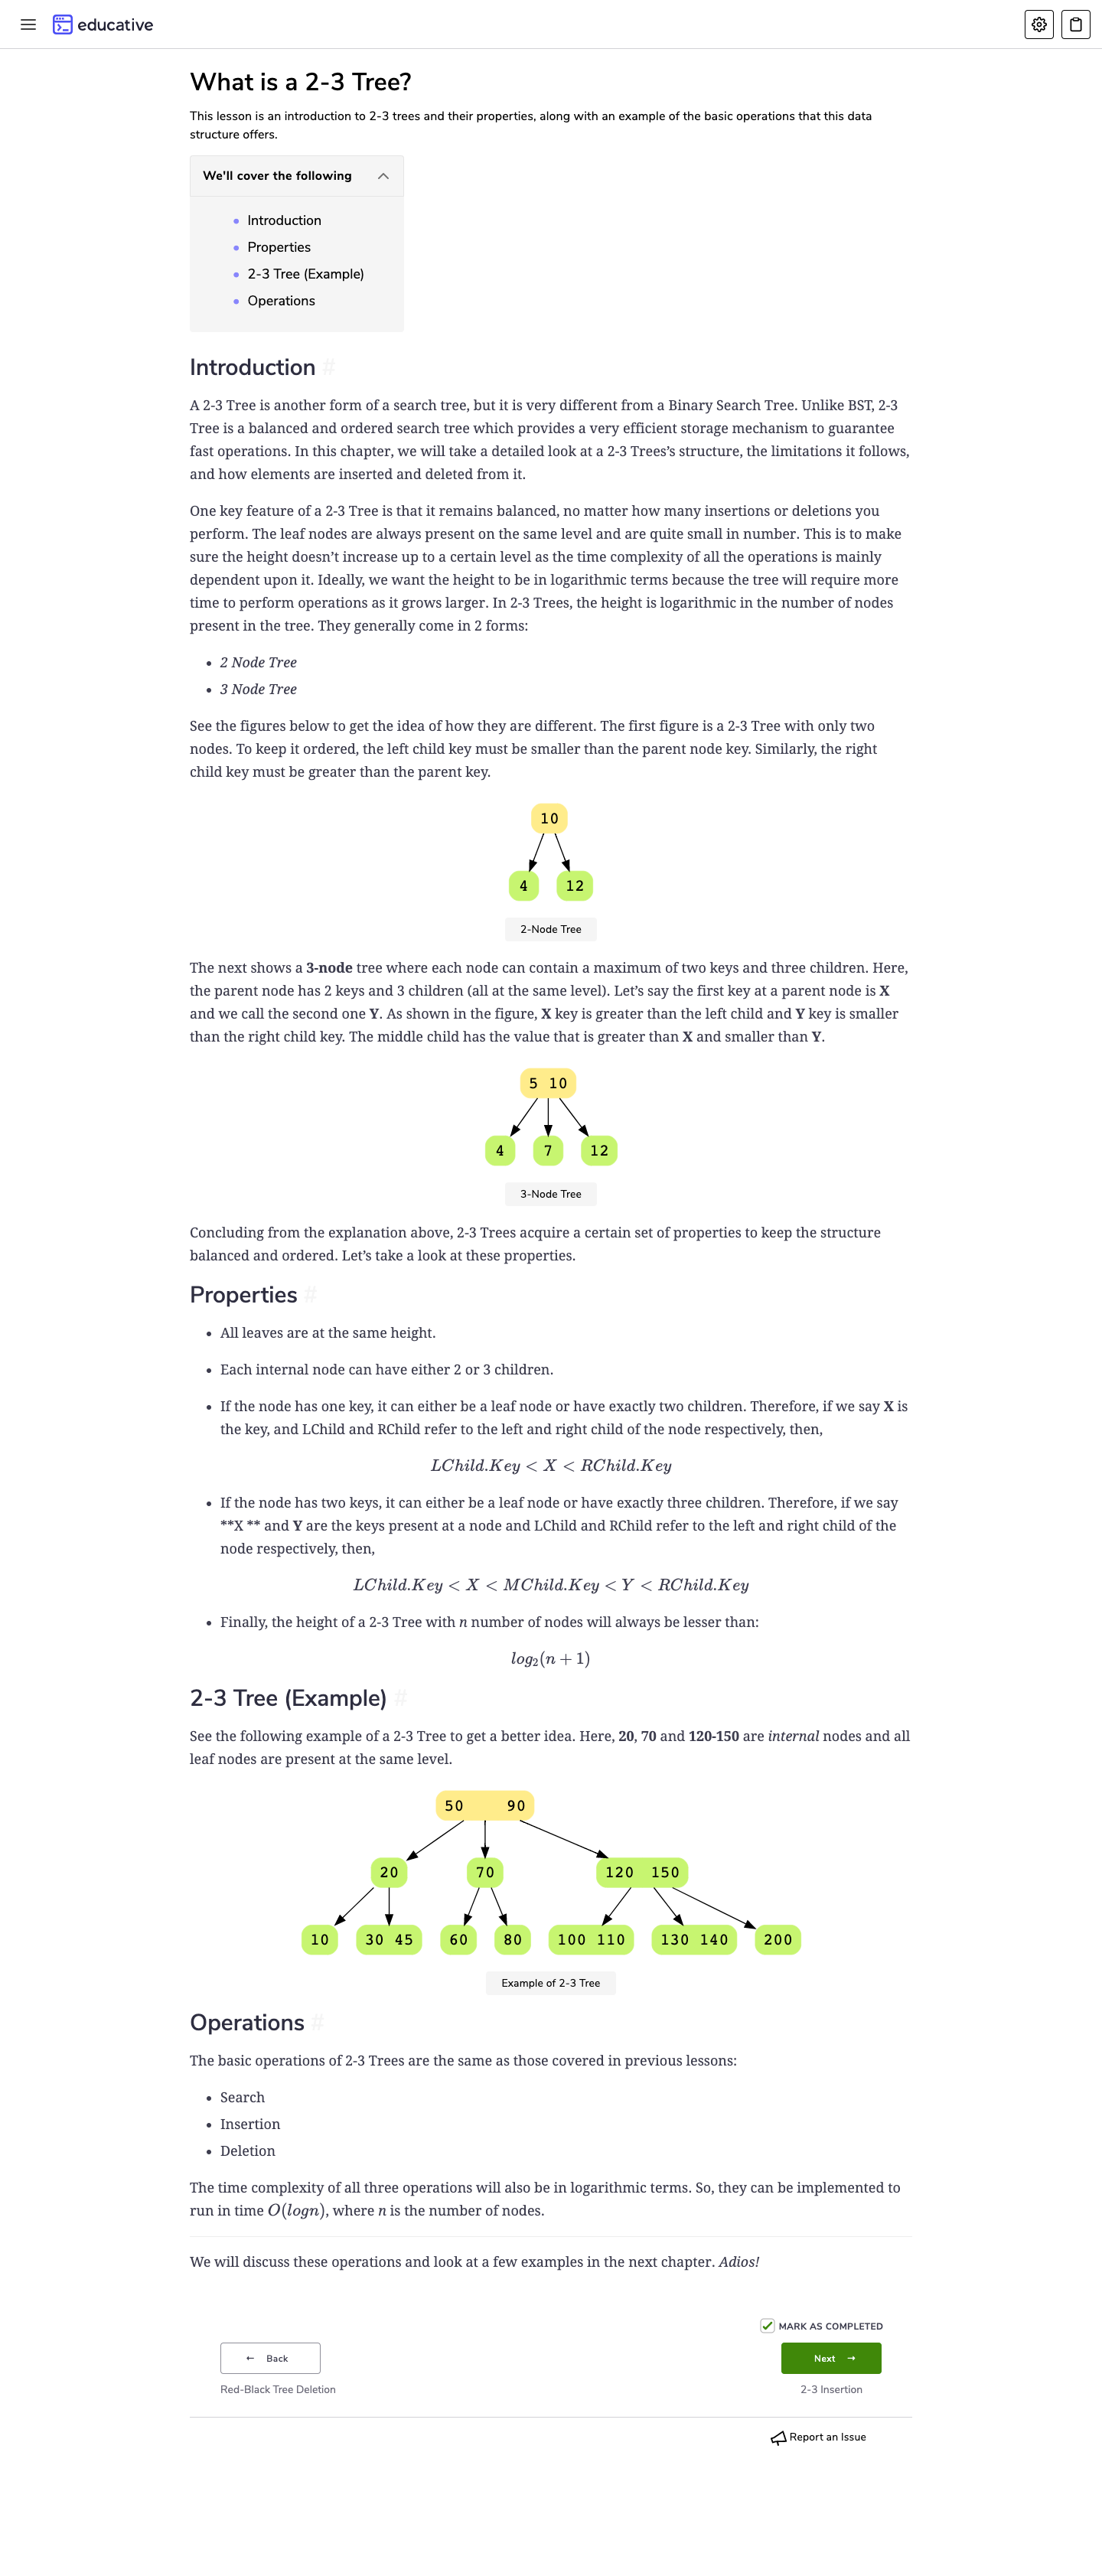 educative
What is a 2-3 Tree?
This lesson is an introduction to 2-3 trees and their properties, along with an example of the basic operations that this data
structure offers.
We'll cover the following
Introduction
Properties
2-3 Tree (Example)
Operations
Introduction #
A 2-3 Tree is another form of a search tree, but it is very different from a Binary Search Tree. Unlike BST, 2-3
Tree is a balanced and ordered search tree which provides a very efficient storage mechanism to guarantee
fast operations. In this chapter, we will take a detailed look at a 2-3 Trees’s structure, the limitations it follows,
and how elements are inserted and deleted from it.
One key feature of a 2-3 Tree is that it remains balanced, no matter how many insertions or deletions you
perform. The leaf nodes are always present on the same level and are quite small in number. This is to make
sure the height doesn’t increase up to a certain level as the time complexity of all the operations is mainly
dependent upon it. Ideally, we want the height to be in logarithmic terms because the tree will require more
time to perform operations as it grows larger. In 2-3 Trees, the height is logarithmic in the number of nodes
present in the tree. They generally come in 2 forms:
• 2 Node Tree
• 3 Node Tree
See the figures below to get the idea of how they are different. The first figure is a 2-3 Tree with only two
nodes. To keep it ordered, the left child key must be smaller than the parent node key. Similarly, the right
child key must be greater than the parent key.
10
4 12
2-Node Tree
The next shows a 3-node tree where each node can contain a maximum of two keys and three children. Here,
the parent node has 2 keys and 3 children (all at the same level). Let’s say the first key at a parent node is X
and we call the second one Y. As shown in the figure, X key is greater than the left child and Y key is smaller
than the right child key. The middle child has the value that is greater than X and smaller than Y.
5 10
4 7 12
3-Node Tree
Concluding from the explanation above, 2-3 Trees acquire a certain set of properties to keep the structure
balanced and ordered. Let’s take a look at these properties.
Properties #
• All leaves are at the same height.
• Each internal node can have either 2 or 3 children.
• If the node has one key, it can either be a leaf node or have exactly two children. Therefore, if we say X is
the key, and LChild and RChild refer to the left and right child of the node respectively, then,
LChild.Key < X < RChild.Key
• If the node has two keys, it can either be a leaf node or have exactly three children. Therefore, if we say
**X ** and Y are the keys present at a node and LChild and RChild refer to the left and right child of the
node respectively, then,
LChild.Key < X < MChild.Key < Y < RChild.Key
• Finally, the height of a 2-3 Tree with n number of nodes will always be lesser than:
log₂(n + 1)
2-3 Tree (Example) #
See the following example of a 2-3 Tree to get a better idea. Here, 20, 70 and 120-150 are internal nodes and all
leaf nodes are present at the same level.
50 90
20 70 120 150
10 30 45 60 80 100 110 130 140 200
Example of 2-3 Tree
Operations #
The basic operations of 2-3 Trees are the same as those covered in previous lessons:
• Search
• Insertion
• Deletion
The time complexity of all three operations will also be in logarithmic terms. So, they can be implemented to
run in time O(logn), where n is the number of nodes.
We will discuss these operations and look at a few examples in the next chapter. Adios!
MARK AS COMPLETED
← Back
Next →
Red-Black Tree Deletion
2-3 Insertion
Report an Issue